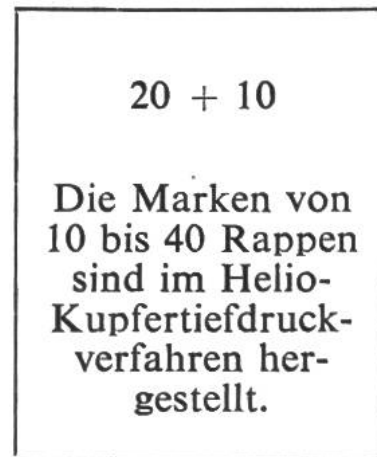 20 + 10
Die Marken von
10 bis 40 Rappen
sind im Helio-
Kupfertiefdruck-
verfahren her-
gestellt.